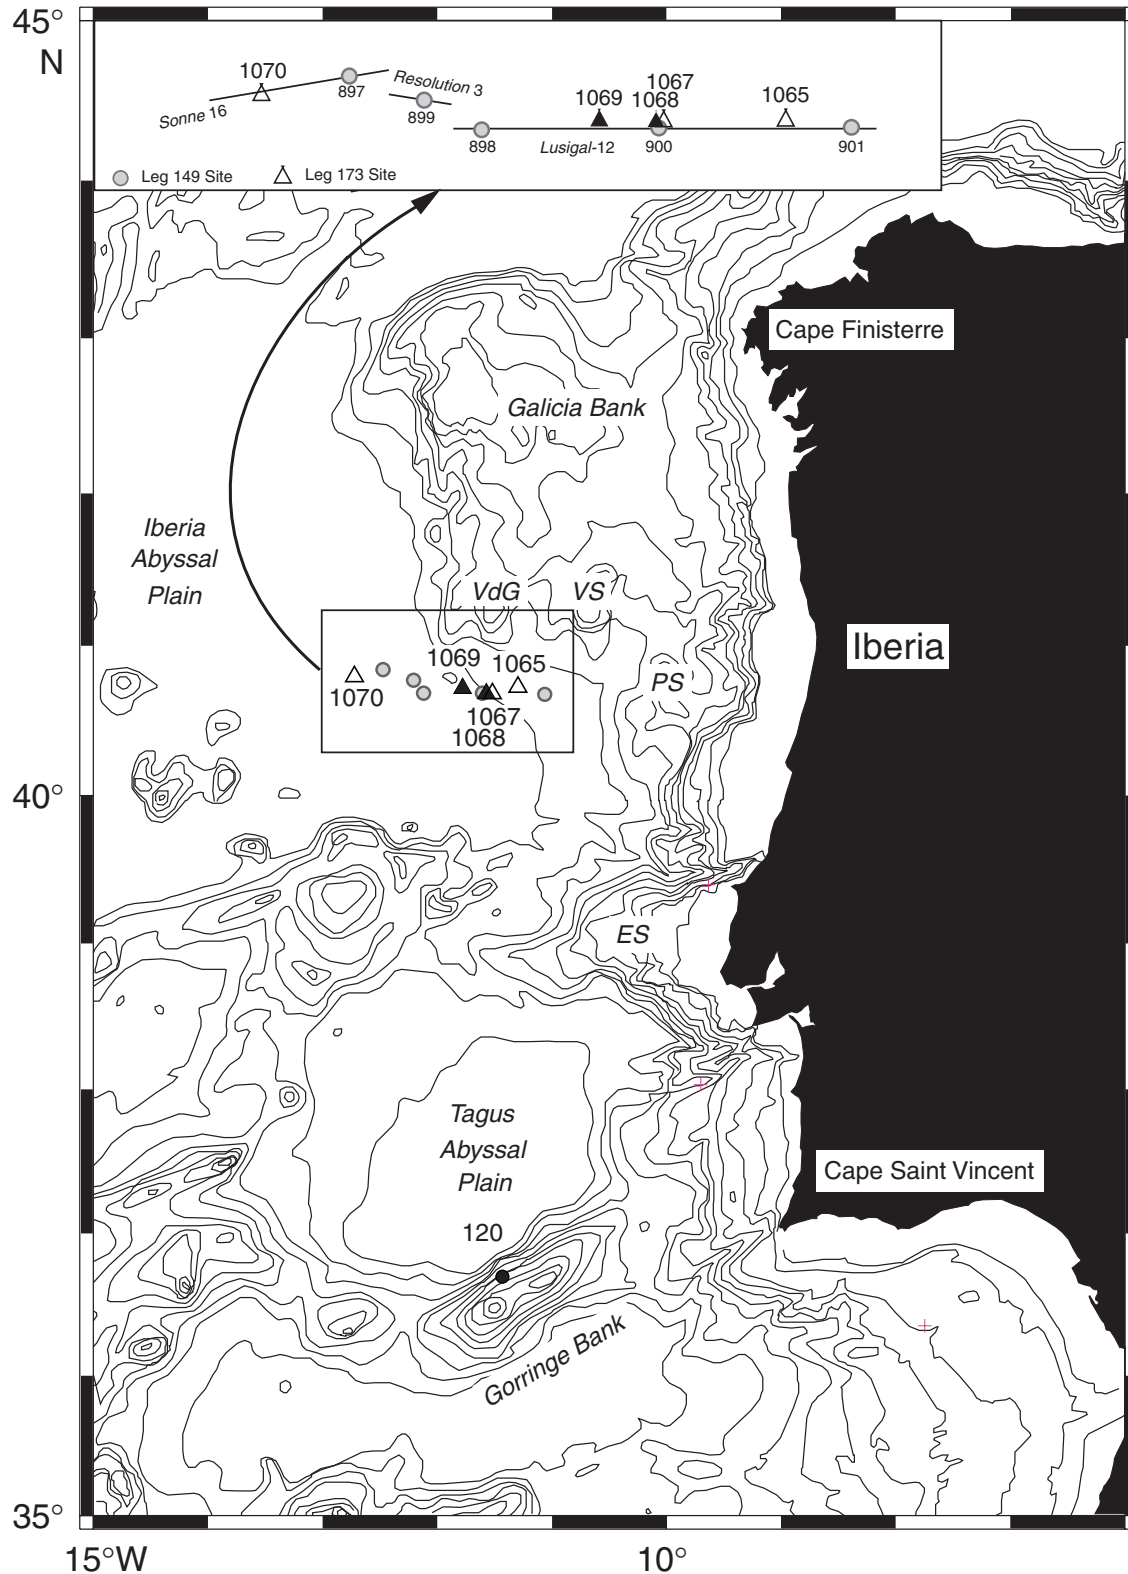 45°
N
1070
897
Sonne 16
Resolution 3
899
1067
1069
1068
1065
898
Lusigal-12
900
901
Leg 149 Site
Leg 173 Site
Cape Finisterre
Galicia Bank
Iberia
Abyssal
Plain
VdG
VS
Iberia
1069
1065
1070
1067
1068
PS
40°
ES
Tagus
Abyssal
Plain
Cape Saint Vincent
120
Gorringe Bank
35°
15°W
10°